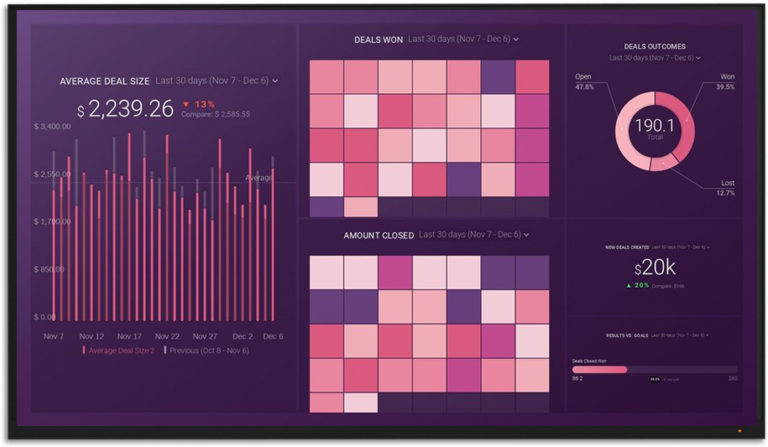 AVERAGE DEAL SIZE Last 30 days (Nov 7 - Dec 6)
$ 2,239.26 ▼ 13%
Compare: $ 2,585.55
$ 3,400.00
$ 2,550.00
Average
$ 1,700.00
$ 850.00
$ 0.00
Nov 7 Nov 12 Nov 17 Nov 22 Nov 27 Dec 2 Dec 6
Average Deal Size 2 Previous (Oct 8 - Nov 6)
DEALS WON Last 30 days (Nov 7 - Dec 6)
AMOUNT CLOSED Last 30 days (Nov 7 - Dec 6)
DEALS OUTCOMES
Last 30 days (Nov 7 - Dec 6)
Open
47.8%
Won
39.5%
190.1
Total
Lost
12.7%
NEW DEALS CREATED Last 30 days (Nov 7 - Dec 6)
$20k
▲ 20% Compare: $16k
RESULTS VS. GOALS Last 30 days (Nov 7 - Dec 6)
Deals Closed Won
86.2
280